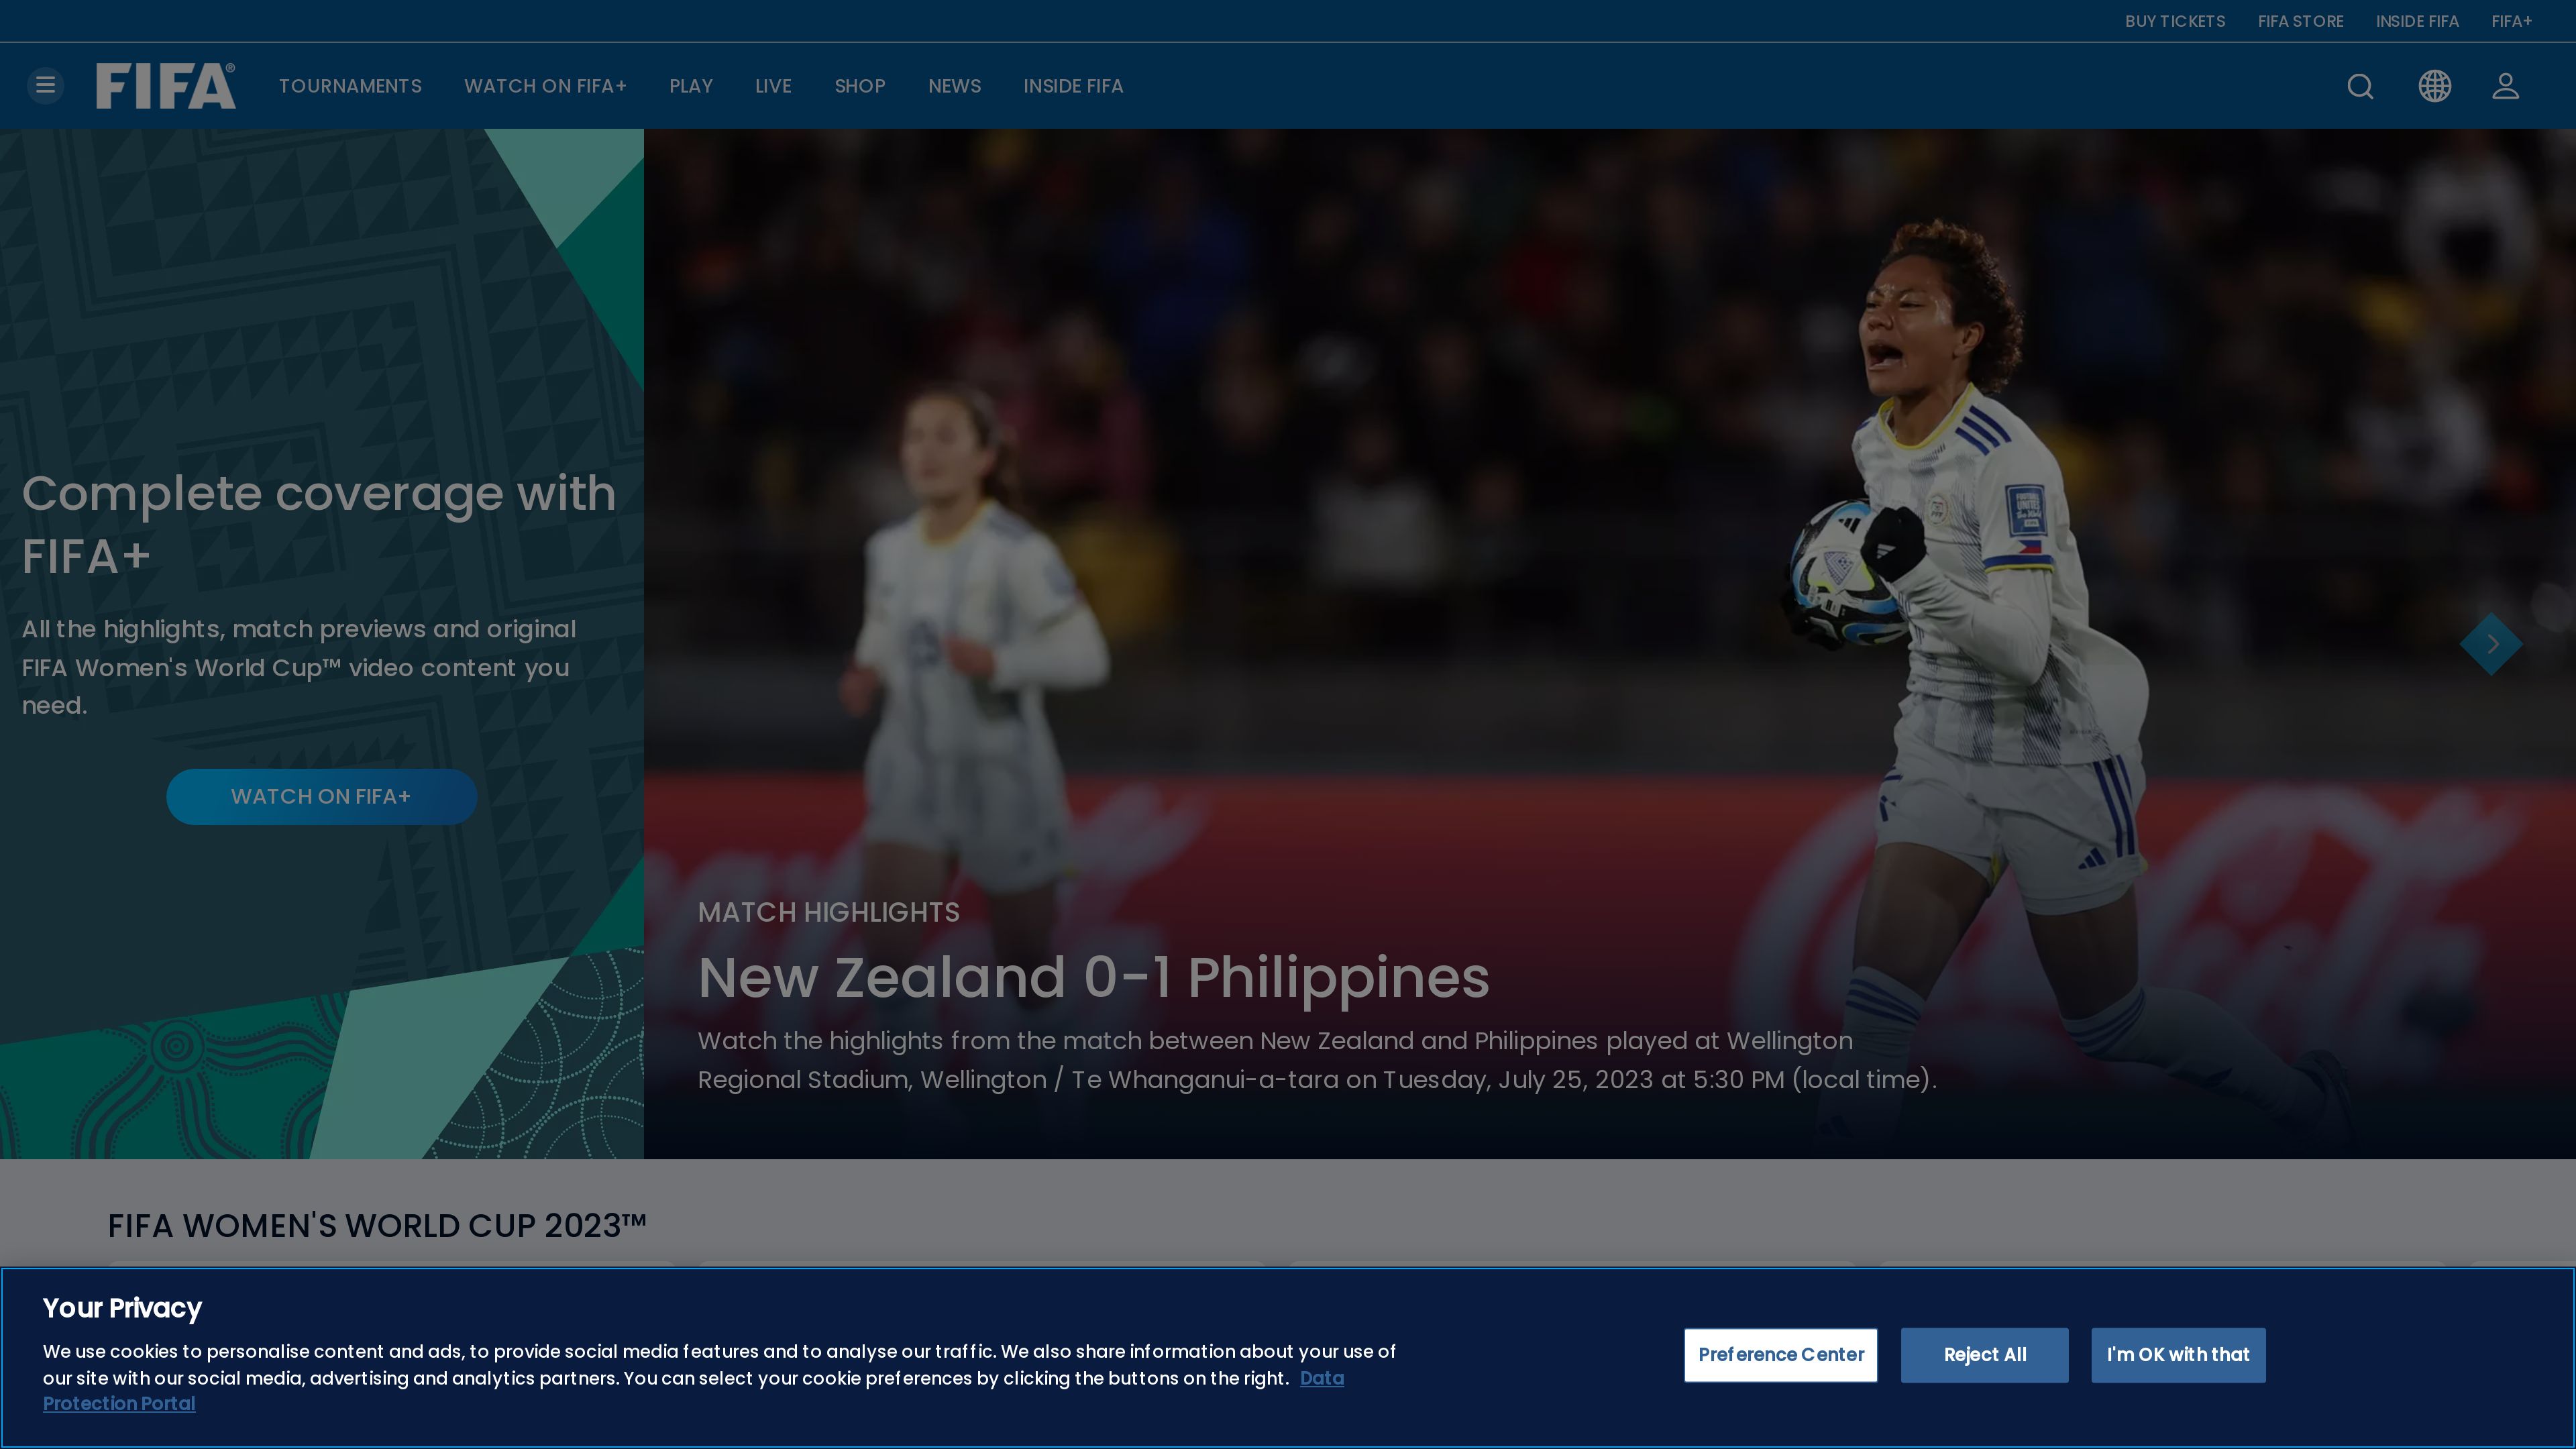 BUY TICKETS FIFA STORE INSIDE FIFA FIFA+
FIFA® TOURNAMENTS WATCH ON FIFA+ PLAY LIVE SHOP NEWS INSIDE FIFA
Complete coverage with
FIFA+
All the highlights, match previews and original
FIFA Women's World Cup™ video content you
need.
WATCH ON FIFA+
MATCH HIGHLIGHTS
New Zealand 0-1 Philippines
Watch the highlights from the match between New Zealand and Philippines played at Wellington
Regional Stadium, Wellington / Te Whanganui-a-tara on Tuesday, July 25, 2023 at 5:30 PM (local time).
FIFA WOMEN'S WORLD CUP 2023™
Your Privacy
We use cookies to personalise content and ads, to provide social media features and to analyse our traffic. We also share information about your use of
our site with our social media, advertising and analytics partners. You can select your cookie preferences by clicking the buttons on the right. Data
Protection Portal
Preference Center Reject All I'm OK with that